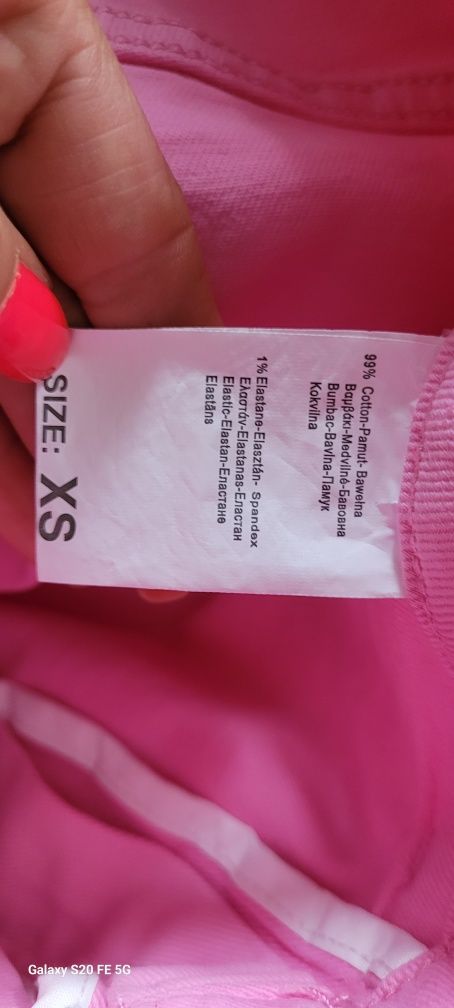 99% Cotton-Pamut- Bawełna
Βαμβάκι-Medvilnė-Бавовна
Bumbac-Bavlna-Памук
Kokvilna
1% Elastane-Elasztán- Spandex
Ελαστάν-Elastanas-Еластан
Elastic-Elastan-Еластане
Elastāns
SIZE: XS
Galaxy S20 FE 5G